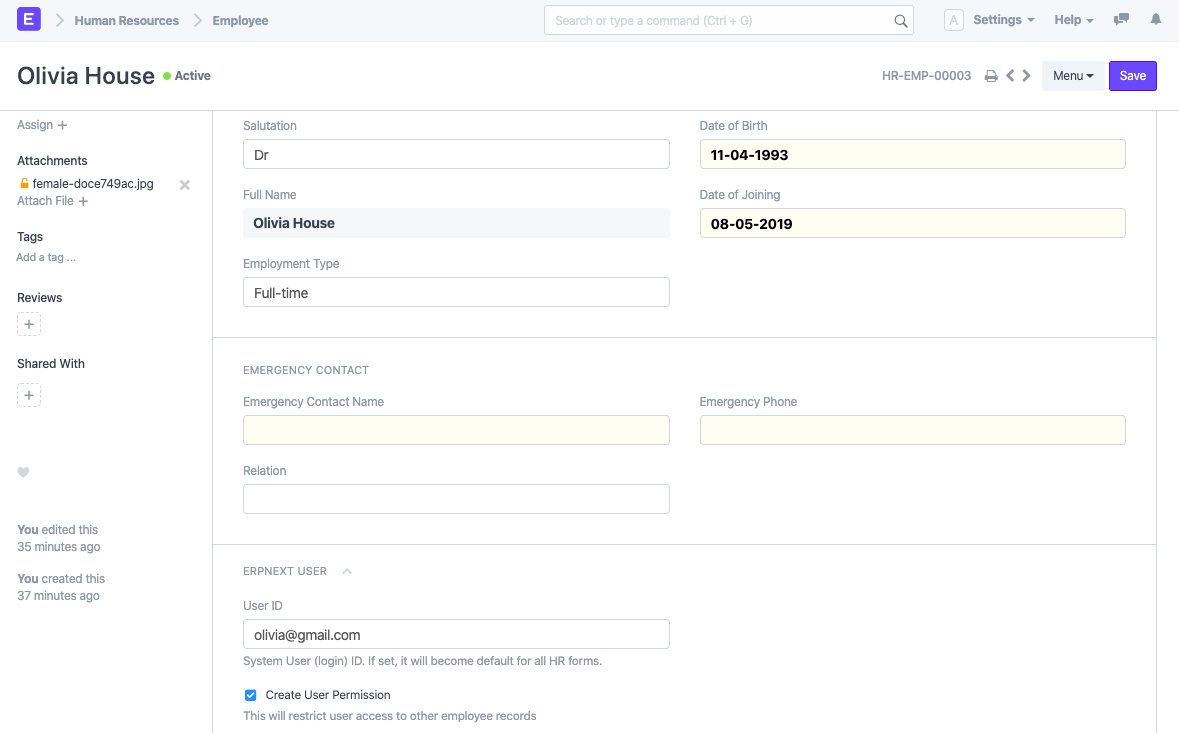 E Human Resources Employee Search or type a command (Ctrl + G) A Settings Help
Olivia House Active HR-EMP-00003 Menu Save
Assign +
Attachments
female-doce749ac.jpg
Attach File +
Tags
Add a tag ...
Reviews
+
Shared With
+
You edited this
35 minutes ago
You created this
37 minutes ago
Salutation
Dr
Date of Birth
11-04-1993
Full Name
Olivia House
Date of Joining
08-05-2019
Employment Type
Full-time
EMERGENCY CONTACT
Emergency Contact Name
Emergency Phone
Relation
ERPNEXT USER
User ID
olivia@gmail.com
System User (login) ID. If set, it will become default for all HR forms.
Create User Permission
This will restrict user access to other employee records